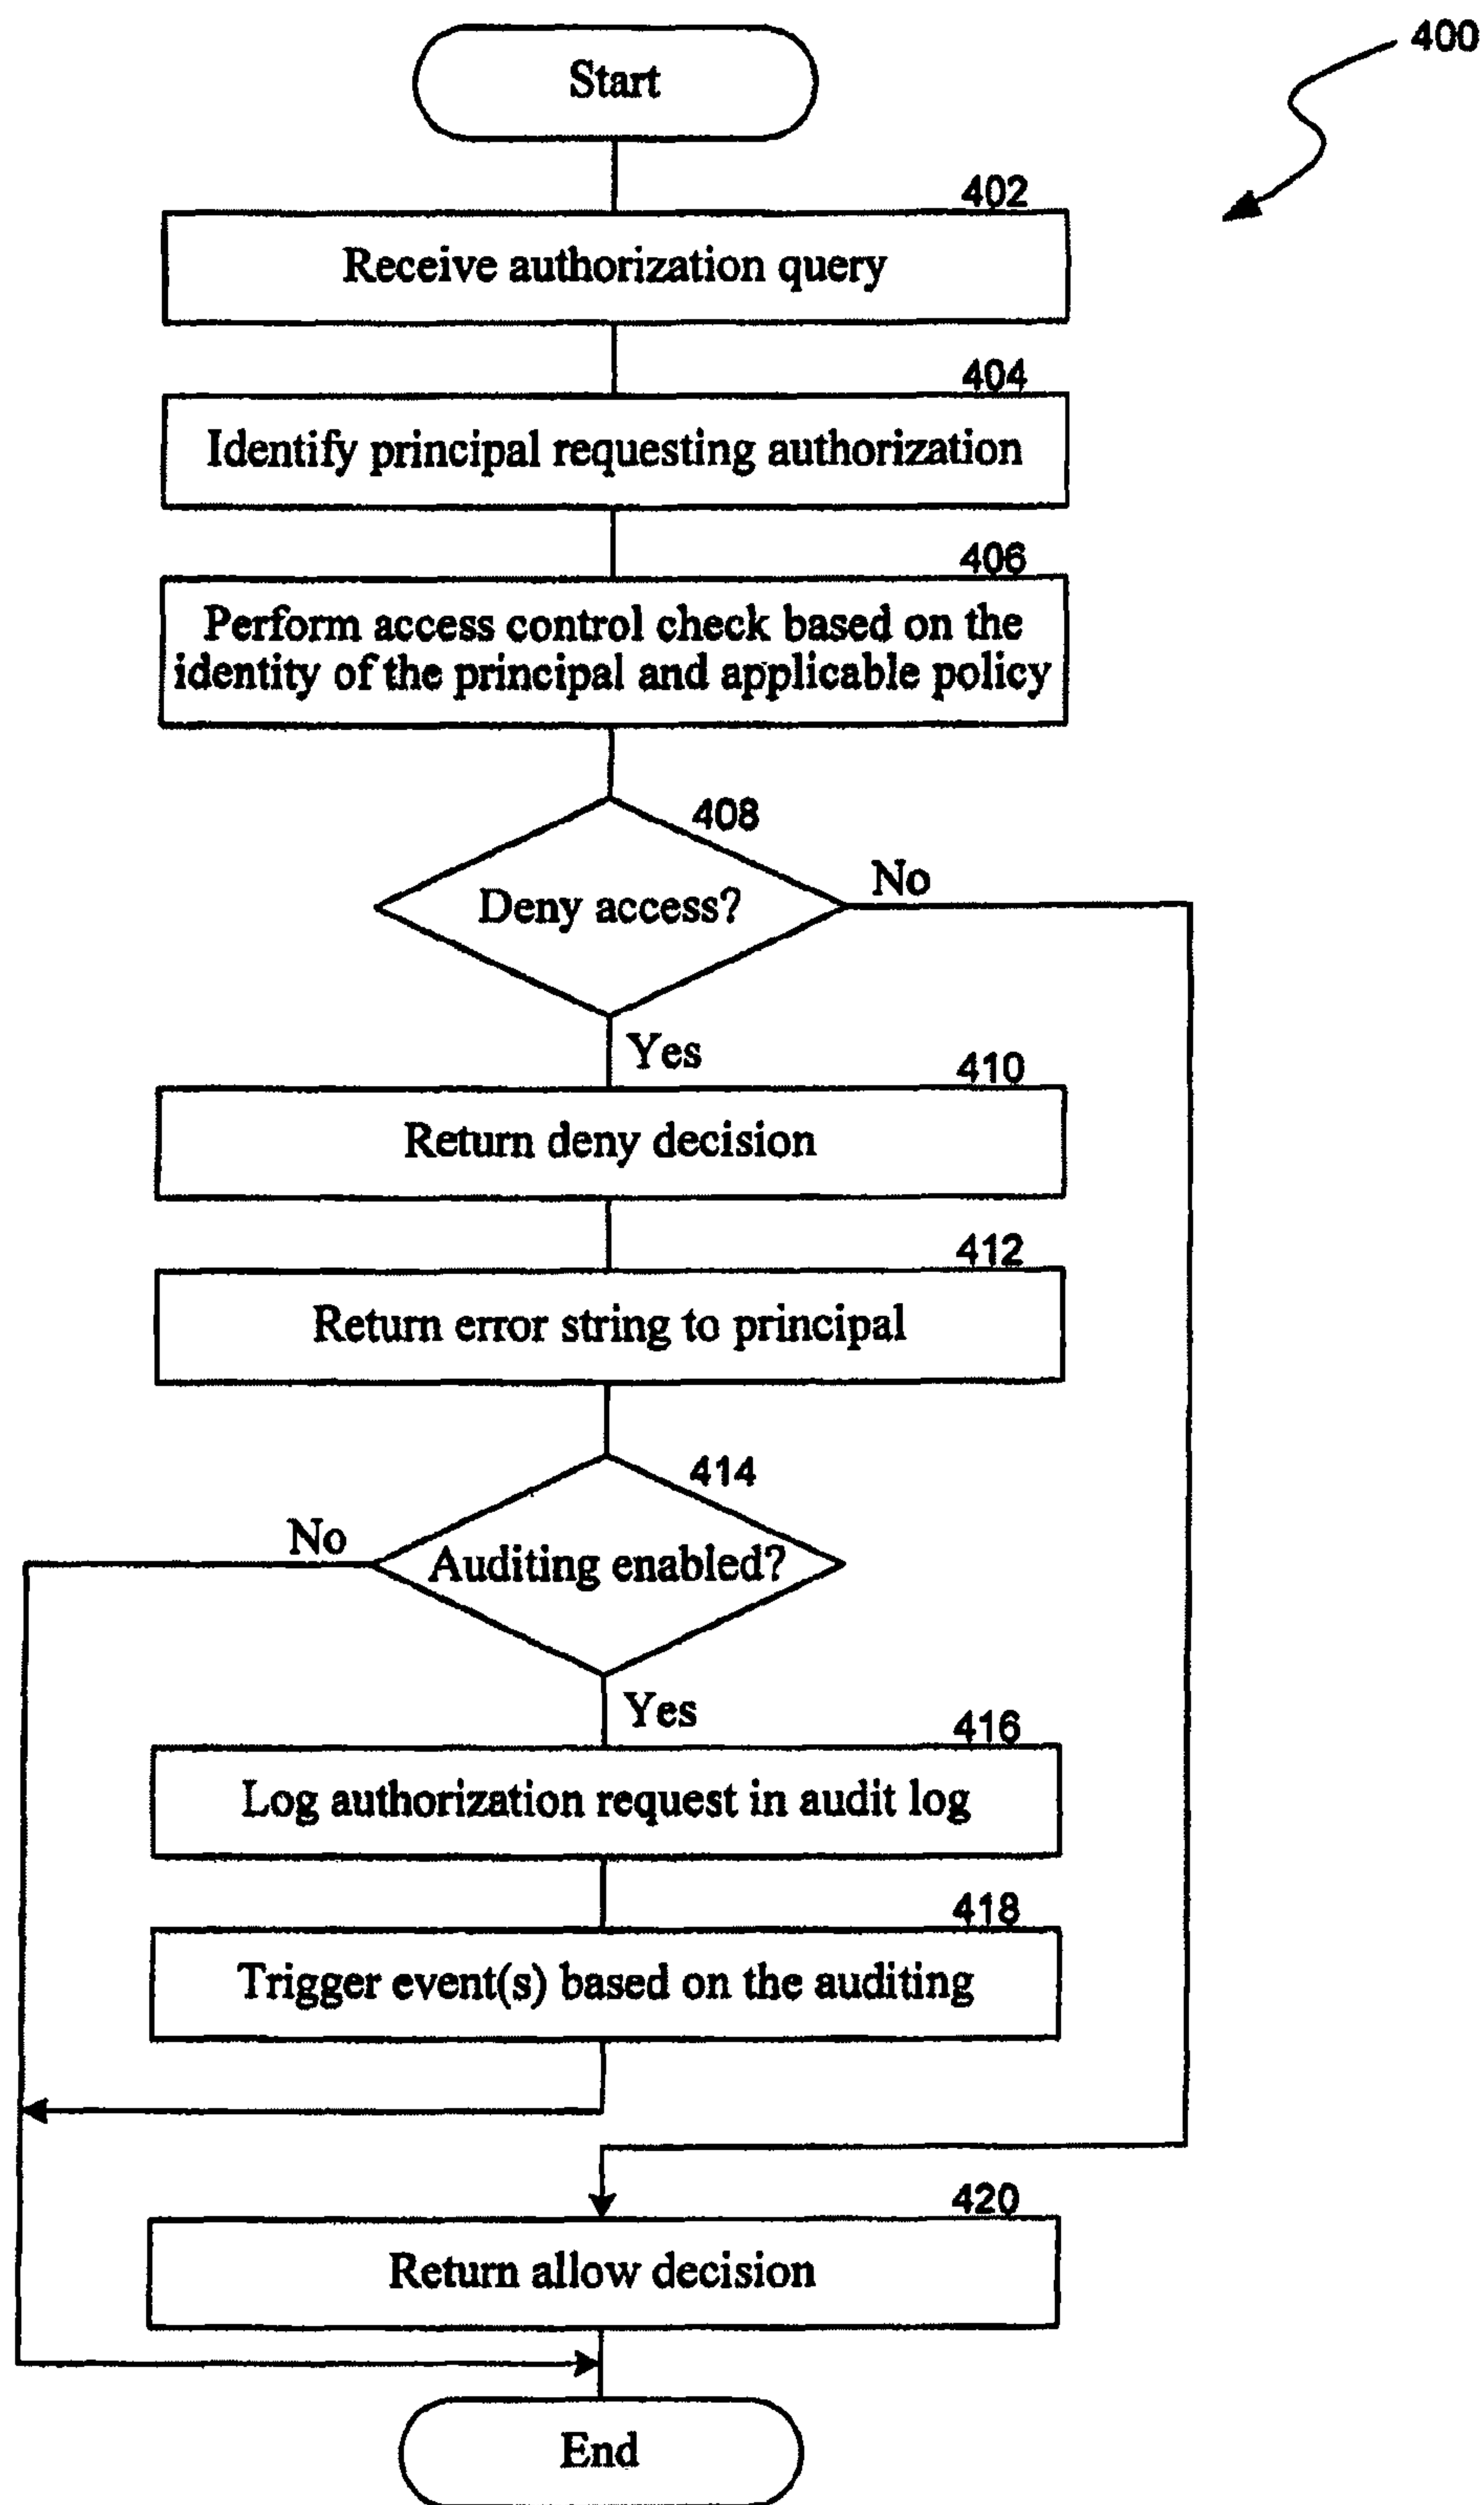 400
Start
402
Receive authorization query
404
Identify principal requesting authorization
406
Perform access control check based on the
identity of the principal and applicable policy
408
Deny access?
No
Yes
410
Return deny decision
412
Return error string to principal
414
No
Auditing enabled?
Yes
416
Log authorization request in audit log
418
Trigger event(s) based on the auditing
420
Return allow decision
End